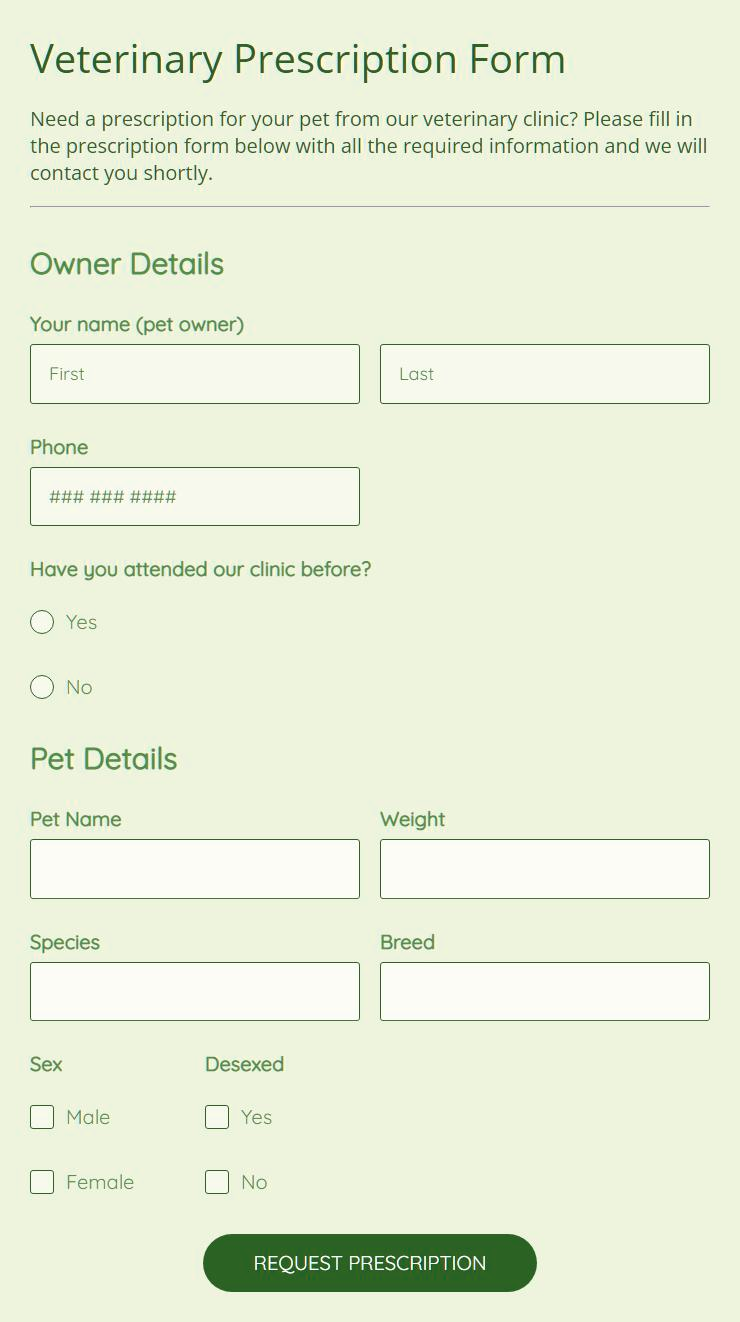 Veterinary Prescription Form
Need a prescription for your pet from our veterinary clinic? Please fill in
the prescription form below with all the required information and we will
contact you shortly.
Owner Details
Your name (pet owner)
First Last
Phone
### ### ####
Have you attended our clinic before?
Yes
No
Pet Details
Pet Name Weight
Species Breed
Sex Desexed
Male Yes
Female No
REQUEST PRESCRIPTION